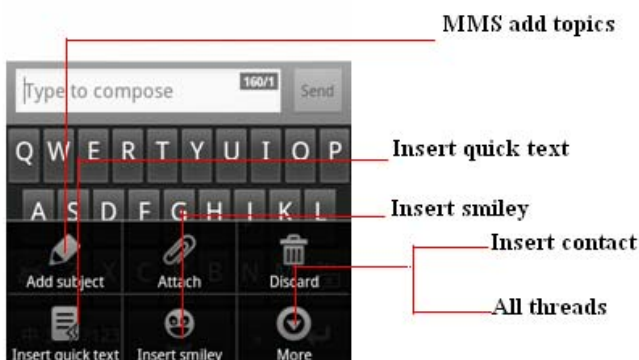 MMS add topics
Type to compose
160/1
Send
Q W E R T Y U I O P
Insert quick text
A S D F G H J K L
Insert smiley
Insert contact
Add subject
Attach
Discard
All threads
Insert quick text
Insert smiley
More